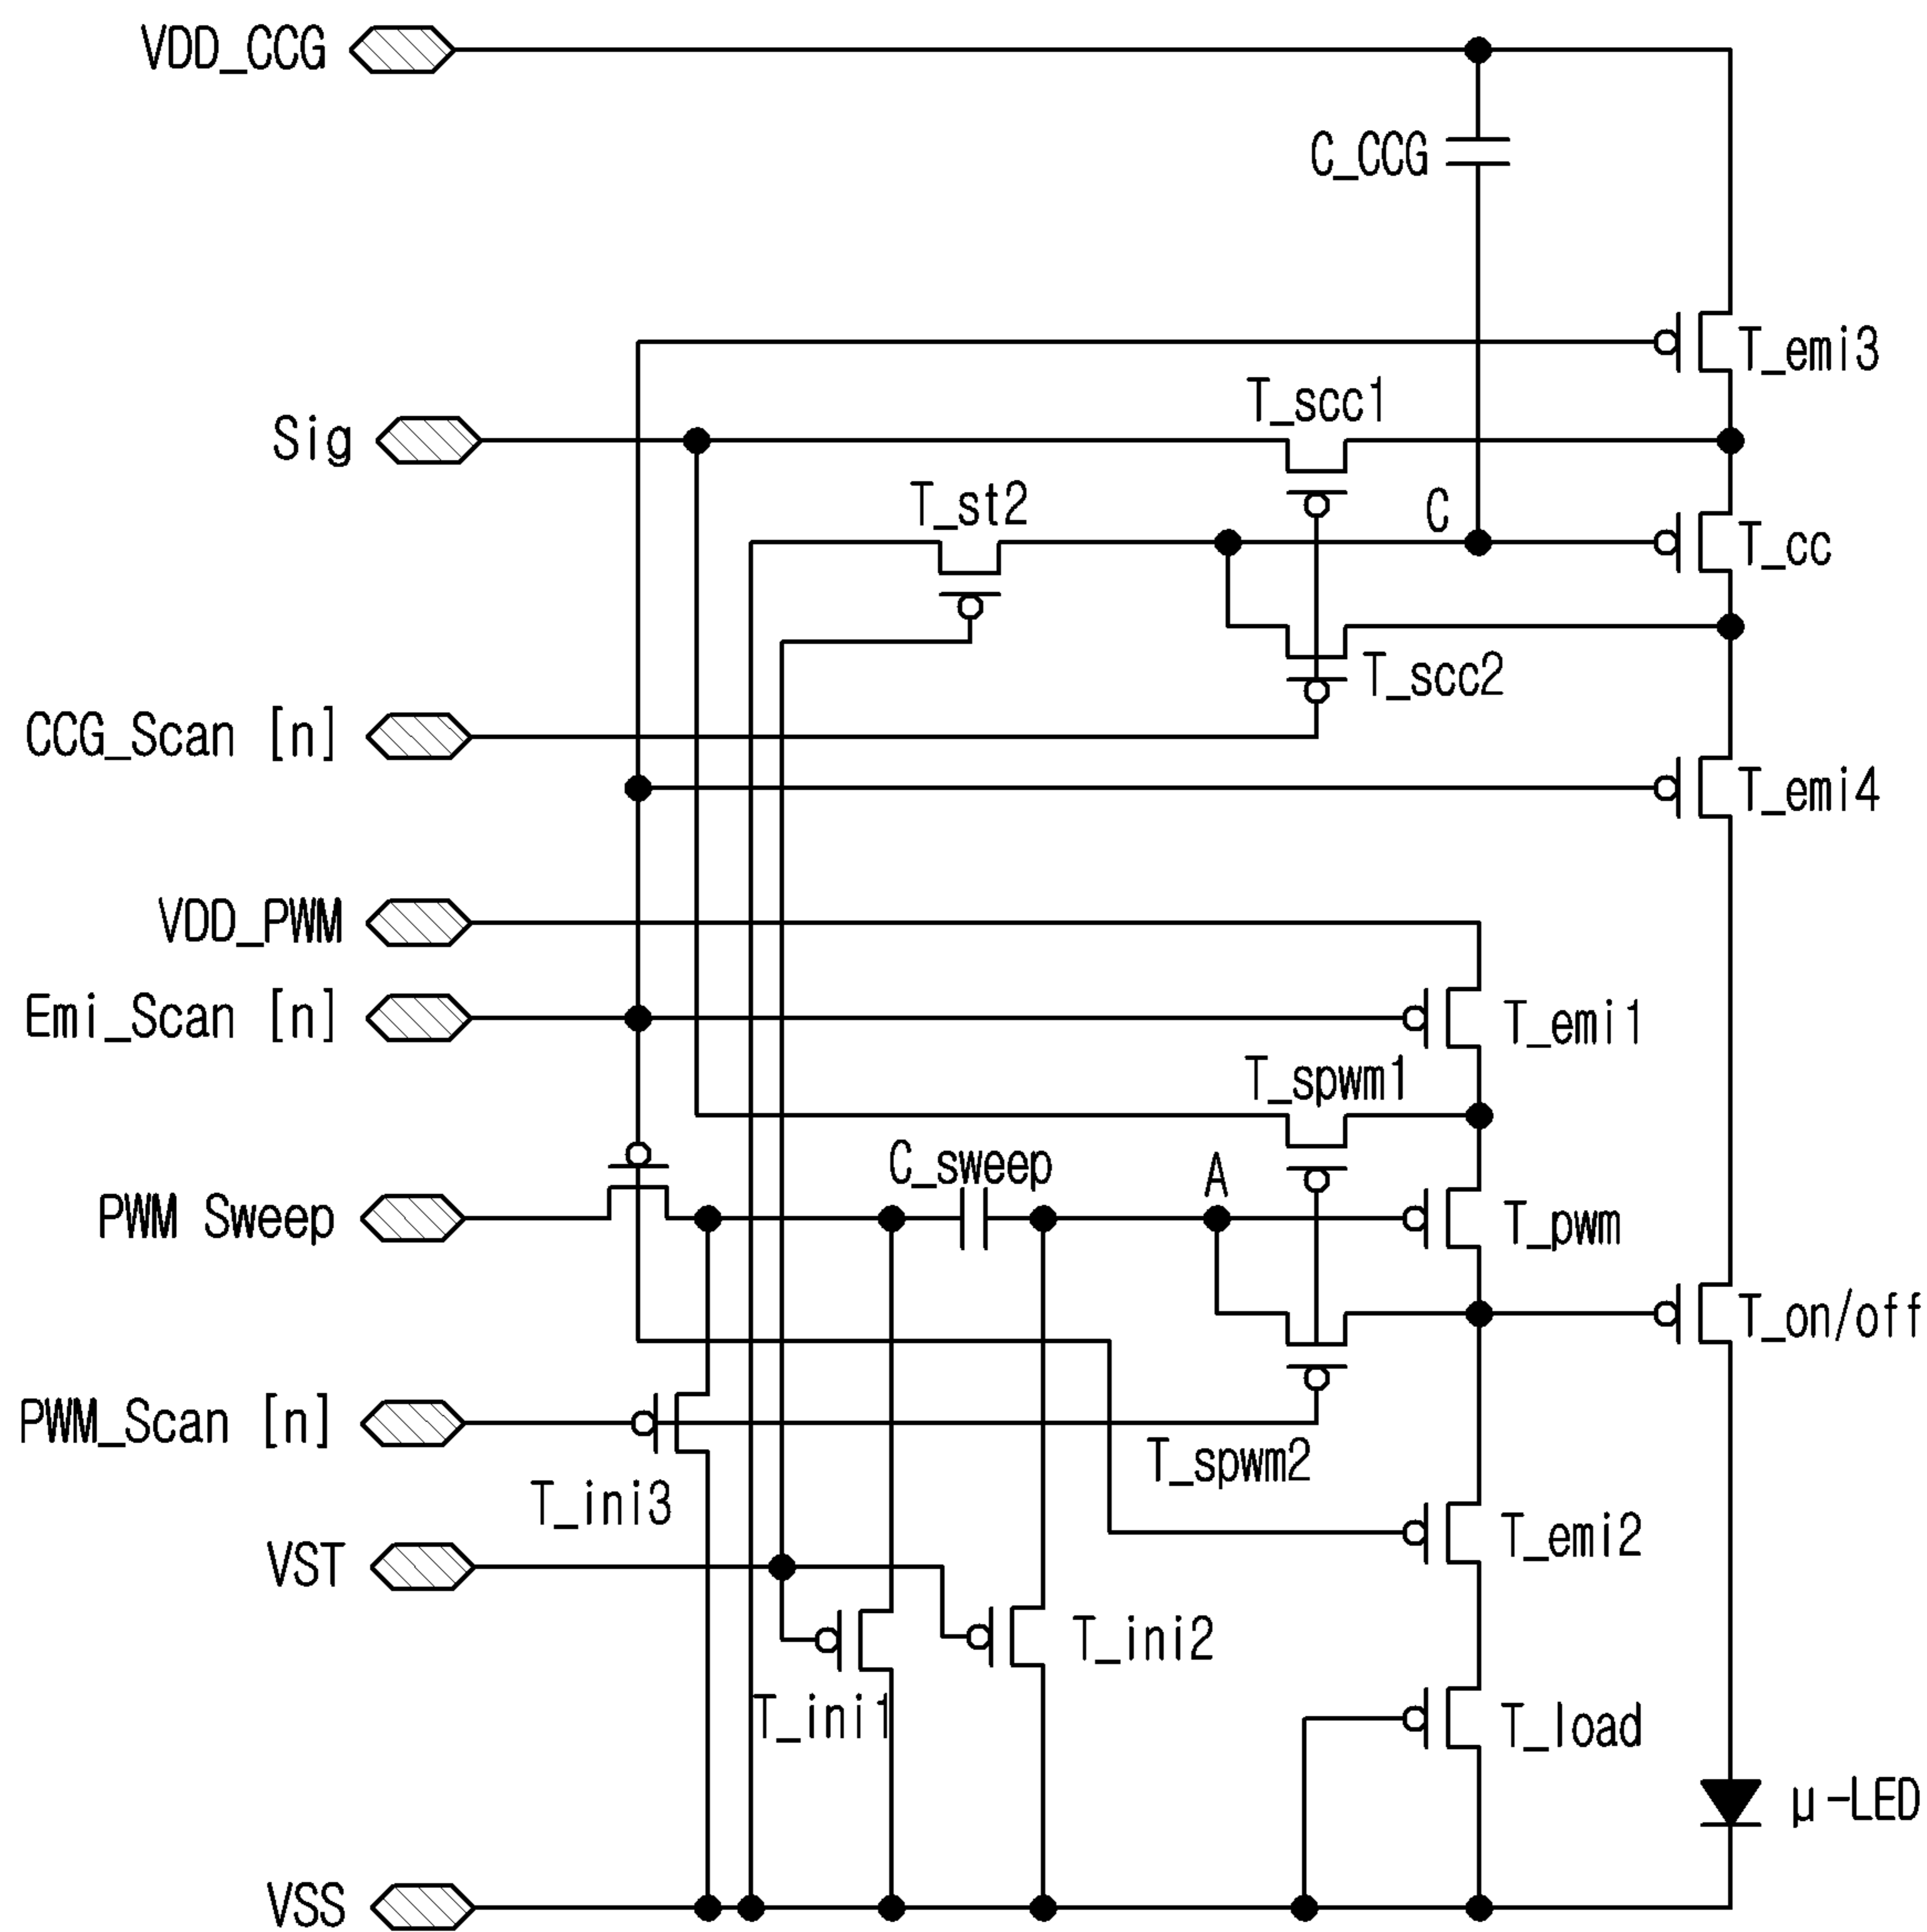 VDD_CCG
C_CCG
T_emi3
T_scc1
Sig
T_st2
C
T_cc
T_scc2
CCG_Scan [n]
T_emi4
VDD_PWM
Emi_Scan [n]
T_emi1
T_spwm1
C_sweep
A
PWM Sweep
T_pwm
T_on/off
PWM_Scan [n]
T_spwm2
T_ini3
T_emi2
VST
T_ini2
T_ini1
T_load
μ-LED
VSS